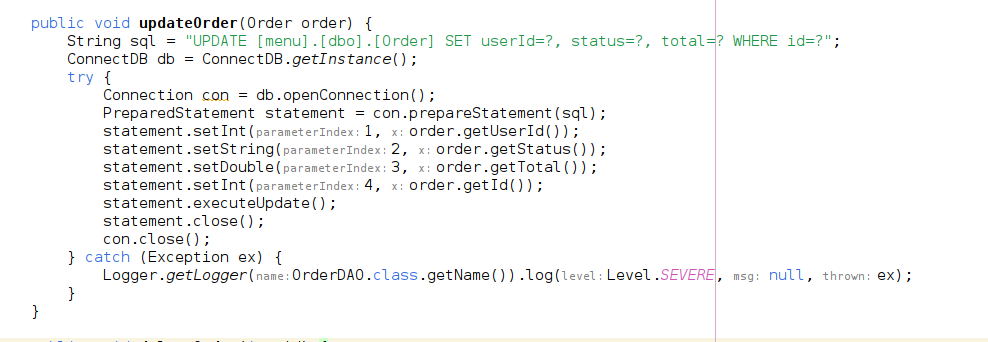 public void updateOrder(Order order) {
String sql = "UPDATE [menu].[dbo].[Order] SET userId=?, status=?, total=? WHERE id=?";
ConnectDB db = ConnectDB.getInstance();
try {
Connection con = db.openConnection();
PreparedStatement statement = con.prepareStatement(sql);
statement.setInt(parameterIndex: 1, x: order.getUserId());
statement.setString(parameterIndex: 2, x: order.getStatus());
statement.setDouble(parameterIndex: 3, x: order.getTotal());
statement.setInt(parameterIndex: 4, x: order.getId());
statement.executeUpdate();
statement.close();
con.close();
} catch (Exception ex) {
Logger.getLogger(name: OrderDAO.class.getName()).log(level: Level.SEVERE, msg: null, thrown: ex);
}
}